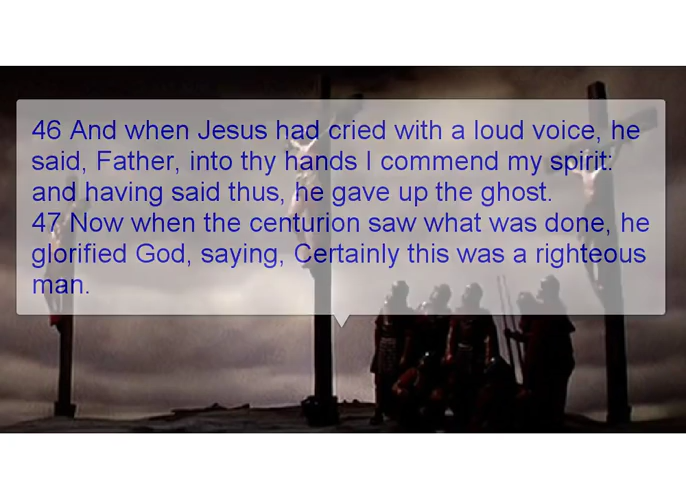 46 And when Jesus had cried with a loud voice, he
said, Father, into thy hands I commend my spirit:
and having said thus, he gave up the ghost.
47 Now when the centurion saw what was done, he
glorified God, saying, Certainly this was a righteous
man.